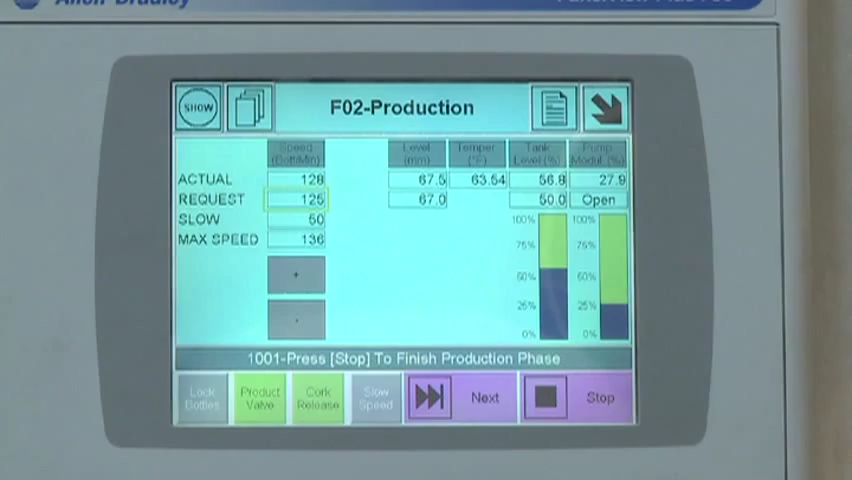 Allen-Bradley
SHOW
F02-Production
Speed (Bott/Min)
Level (mm)
Temper (°F)
Tank Level (%)
Pump Modul. (%)
ACTUAL 128 67.5 63.54 56.8 27.9
REQUEST 125 67.0 50.0 Open
SLOW 50
MAX SPEED 136
100% 100%
75% 75%
50% 50%
25% 25%
0% 0%
+
-
1001-Press [Stop] To Finish Production Phase
Lock Bottles
Product Valve
Cork Release
Slow Speed
Next
Stop